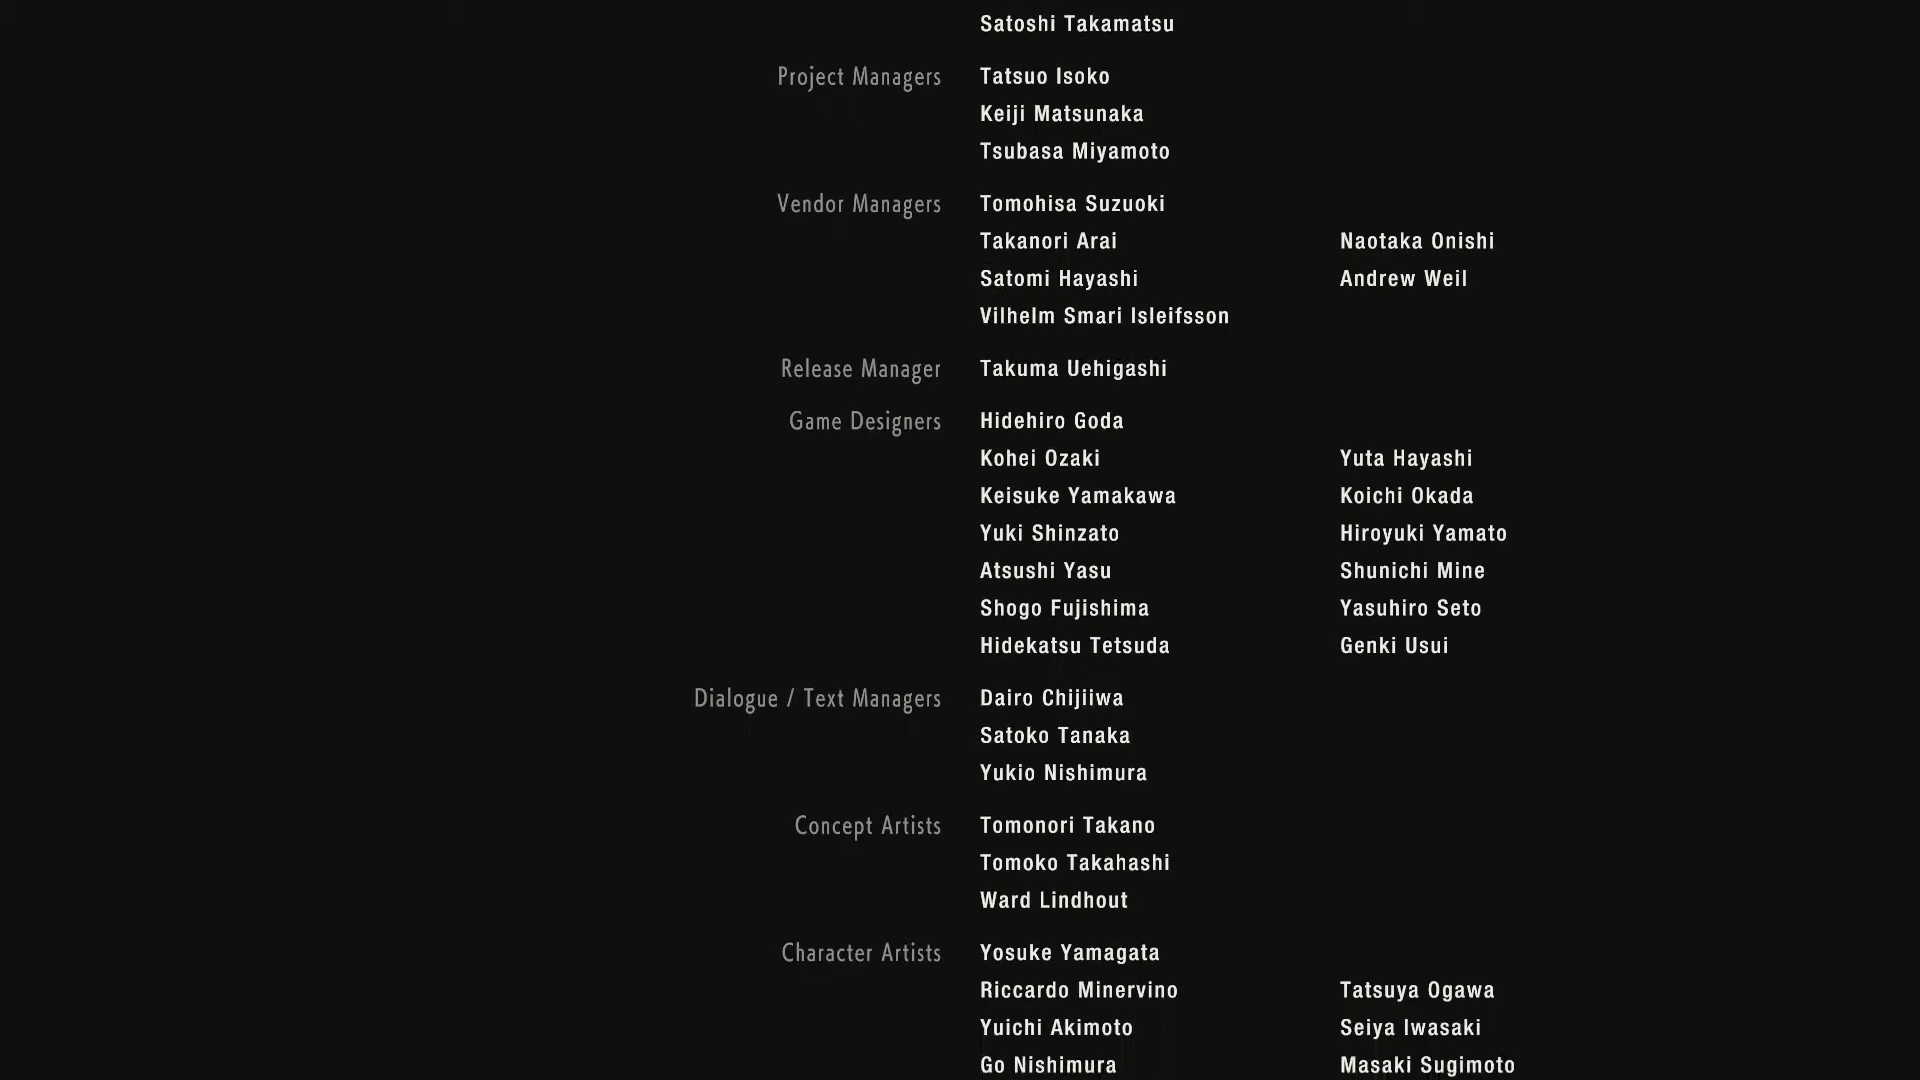 Satoshi Takamatsu
Project Managers Tatsuo Isoko
Keiji Matsunaka
Tsubasa Miyamoto
Vendor Managers Tomohisa Suzuoki
Takanori Arai Naotaka Onishi
Satomi Hayashi Andrew Weil
Vilhelm Smari Isleifsson
Release Manager Takuma Uehigashi
Game Designers Hidehiro Goda
Kohei Ozaki Yuta Hayashi
Keisuke Yamakawa Koichi Okada
Yuki Shinzato Hiroyuki Yamato
Atsushi Yasu Shunichi Mine
Shogo Fujishima Yasuhiro Seto
Hidekatsu Tetsuda Genki Usui
Dialogue / Text Managers Dairo Chijiiwa
Satoko Tanaka
Yukio Nishimura
Concept Artists Tomonori Takano
Tomoko Takahashi
Ward Lindhout
Character Artists Yosuke Yamagata
Riccardo Minervino Tatsuya Ogawa
Yuichi Akimoto Seiya Iwasaki
Go Nishimura Masaki Sugimoto